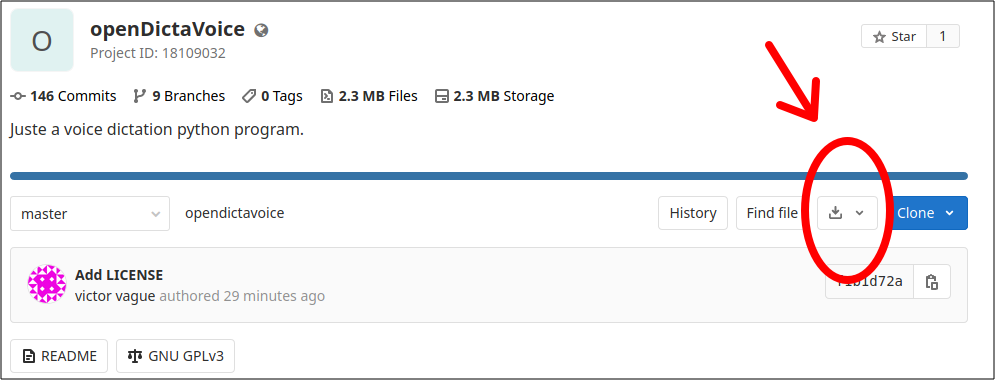 O
openDictaVoice
Project ID: 18109032
Star 1
146 Commits 9 Branches 0 Tags 2.3 MB Files 2.3 MB Storage
Juste a voice dictation python program.
master opendictavoice History Find file Clone
Add LICENSE
victor vague authored 29 minutes ago
README GNU GPLv3